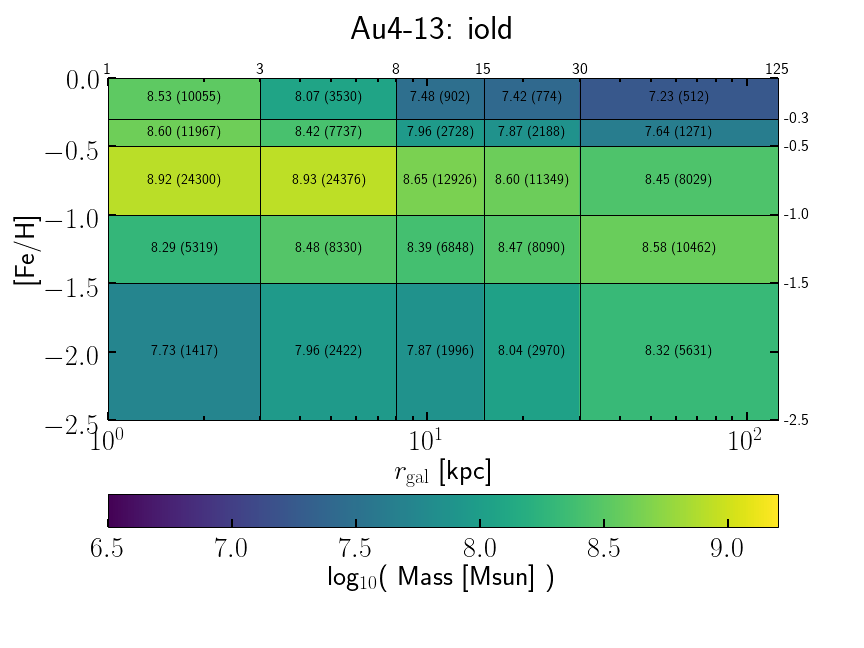 Au4-13: iold
1 3 8 15 30 125
0.0 8.53 (10055) 8.07 (3530) 7.48 (902) 7.42 (774) 7.23 (512)
-0.3
8.60 (11967) 8.42 (7737) 7.96 (2728) 7.87 (2188) 7.64 (1271)
−0.5 -0.5
8.92 (24300) 8.93 (24376) 8.65 (12926) 8.60 (11349) 8.45 (8029)
−1.0 -1.0
[Fe/H]
8.29 (5319) 8.48 (8330) 8.39 (6848) 8.47 (8090) 8.58 (10462)
−1.5 -1.5
−2.0 7.73 (1417) 7.96 (2422) 7.87 (1996) 8.04 (2970) 8.32 (5631)
−2.5 -2.5
10⁰ 10¹ 10²
r_gal [kpc]
6.5 7.0 7.5 8.0 8.5 9.0
log₁₀( Mass [Msun] )